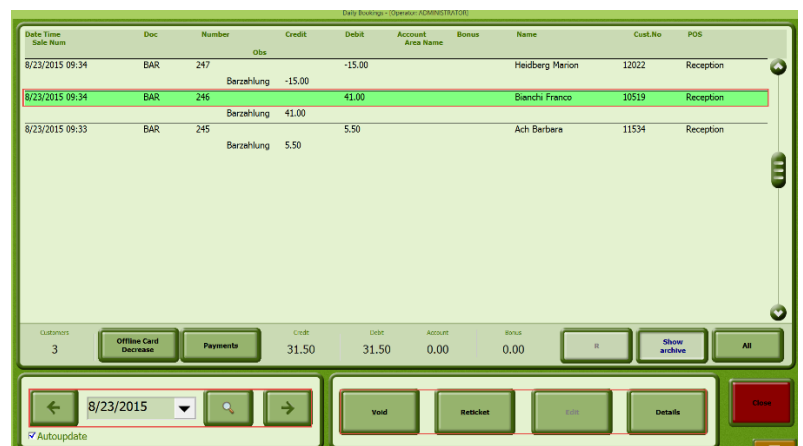 Daily Bookings - (Operator: ADMINISTRATOR)
Date Time Doc Number Credit Debit Account Bonus Name Cust.No POS
Sale Num Area Name
Obs
8/23/2015 09:34 BAR 247 -15.00 Heidberg Marion 12022 Reception
Barzahlung -15.00
8/23/2015 09:34 BAR 246 41.00 Bianchi Franco 10519 Reception
Barzahlung 41.00
8/23/2015 09:33 BAR 245 5.50 Ach Barbara 11534 Reception
Barzahlung 5.50
Customers Credit Debt Account Bonus
3 Offline Card Decrease Payments 31.50 31.50 0.00 0.00 R Show archive All
8/23/2015 Void Reticket Edit Details Close
Autoupdate